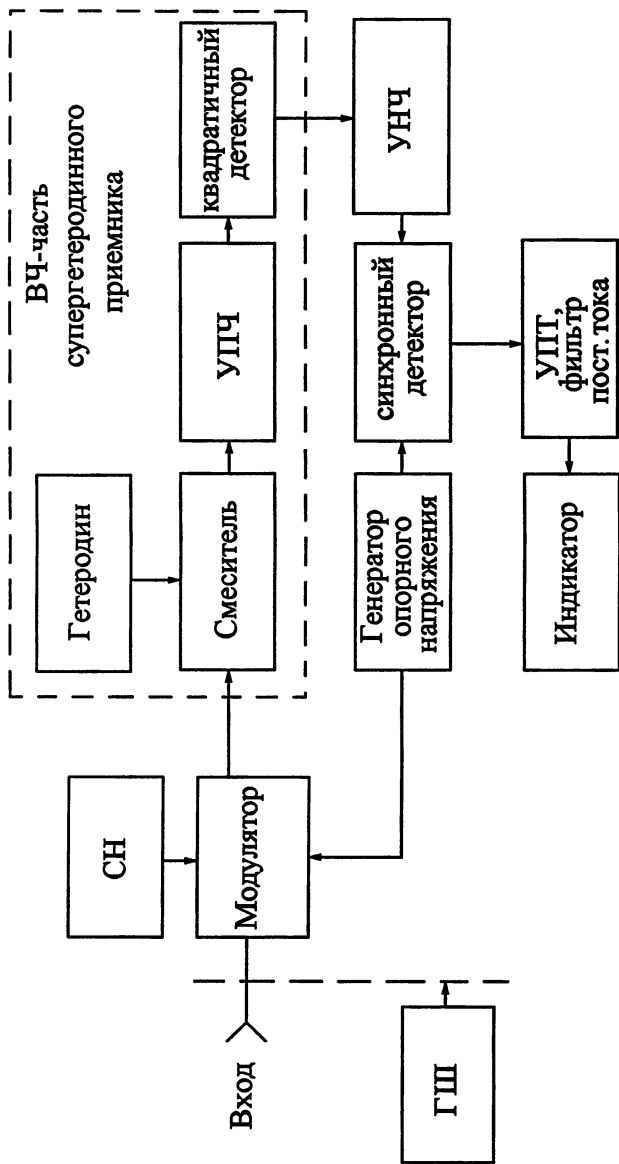 ВЧ-часть
супергетеродинного
приемника
Гетеродин
Смеситель
УПЧ
квадратичный
детектор
СН
Вход
Модулятор
Генератор
опорного
напряжения
синхронный
детектор
УНЧ
ГШ
Индикатор
УПТ,
фильтр
пост. тока